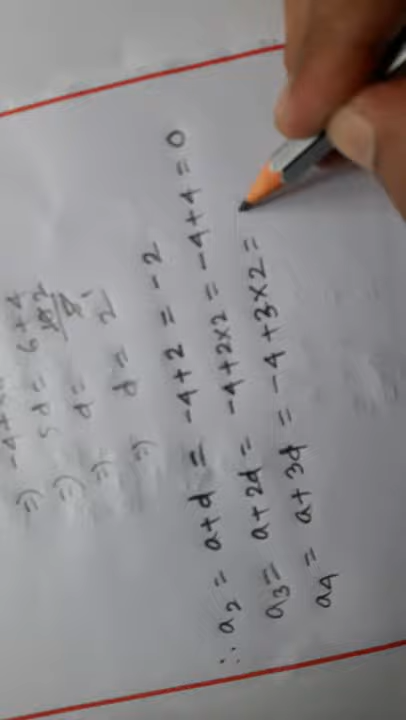 ⇒ -4+
⇒ 5d = 6+4
⇒ d =
⇒ d = 2
∴ a₂ = a+d = -4+2 = -2
a₃ = a+2d = -4+2×2 = -4+4 = 0
a₄ = a+3d = -4+3×2 =